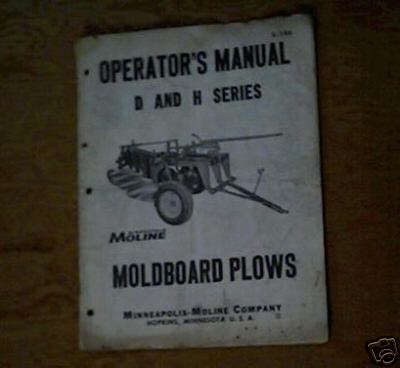 OPERATOR'S MANUAL
D AND H SERIES
MOLINE
MOLDBOARD PLOWS
MINNEAPOLIS-MOLINE COMPANY
HOPKINS, MINNESOTA U. S. A.